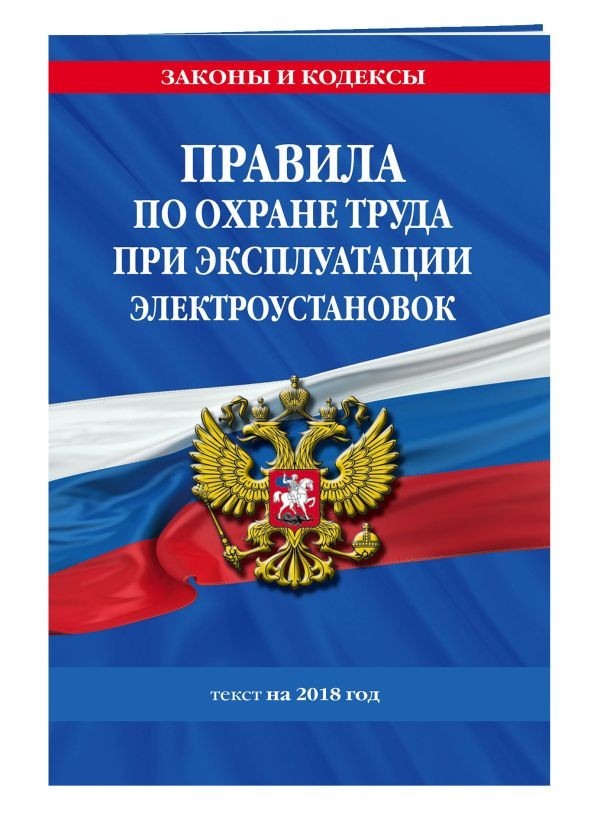 ЗАКОНЫ И КОДЕКСЫ
ПРАВИЛА
ПО ОХРАНЕ ТРУДА
ПРИ ЭКСПЛУАТАЦИИ
ЭЛЕКТРОУСТАНОВОК
текст на 2018 год